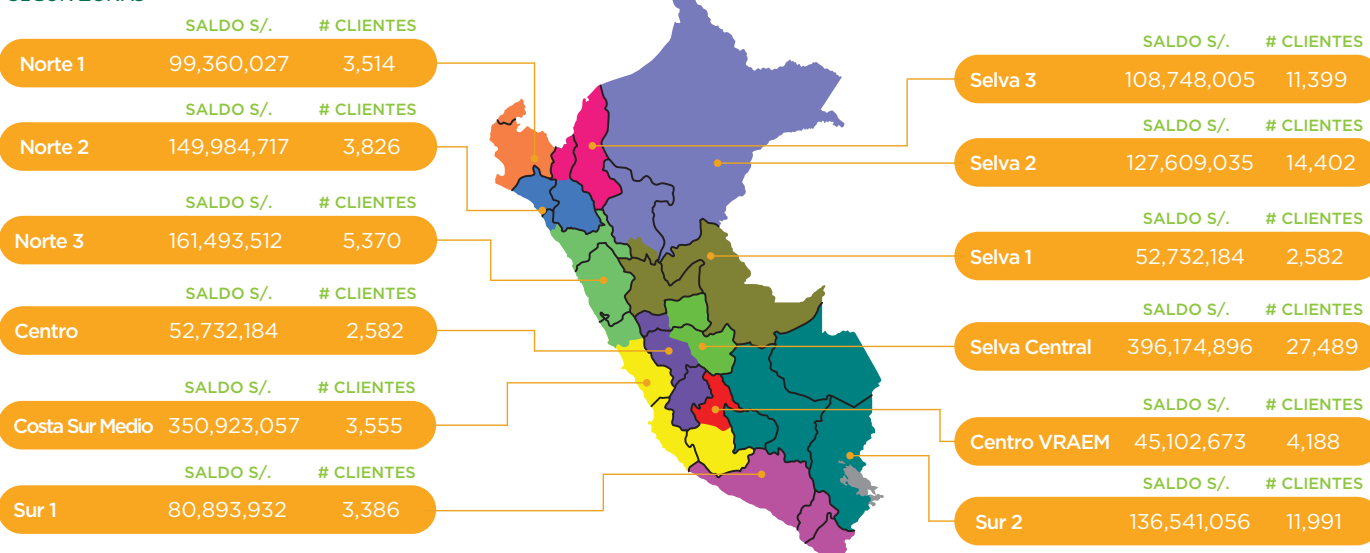 SALDO S/. # CLIENTES
Norte 1 99,360,027 3,514
SALDO S/. # CLIENTES
Norte 2 149,984,717 3,826
SALDO S/. # CLIENTES
Norte 3 161,493,512 5,370
SALDO S/. # CLIENTES
Centro 52,732,184 2,582
SALDO S/. # CLIENTES
Costa Sur Medio 350,923,057 3,555
SALDO S/. # CLIENTES
Sur 1 80,893,932 3,386
SALDO S/. # CLIENTES
Selva 3 108,748,005 11,399
SALDO S/. # CLIENTES
Selva 2 127,609,035 14,402
SALDO S/. # CLIENTES
Selva 1 52,732,184 2,582
SALDO S/. # CLIENTES
Selva Central 396,174,896 27,489
SALDO S/. # CLIENTES
Centro VRAEM 45,102,673 4,188
SALDO S/. # CLIENTES
Sur 2 136,541,056 11,991